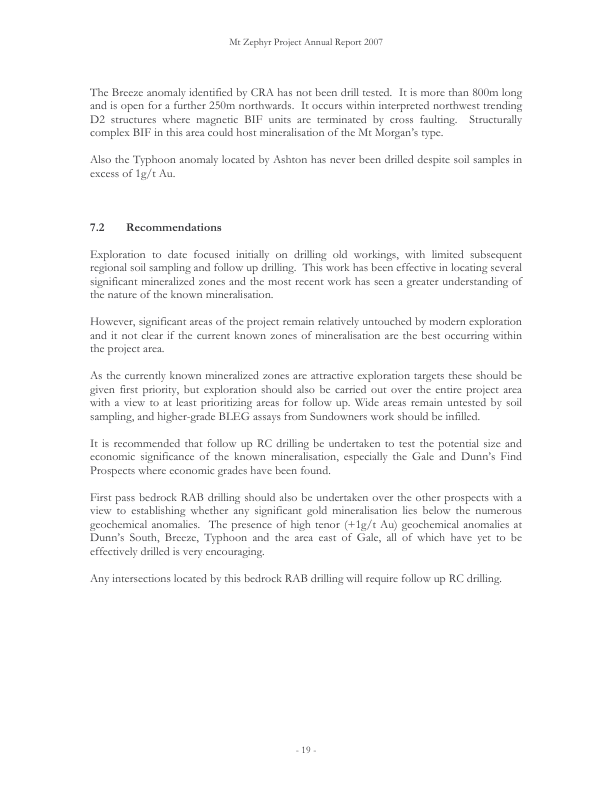 Mt Zephyr Project Annual Report 2007
The Breeze anomaly identified by CRA has not been drill tested.  It is more than 800m long
and is open for a further 250m northwards.  It occurs within interpreted northwest trending
D2 structures where magnetic BIF units are terminated by cross faulting.  Structurally
complex BIF in this area could host mineralisation of the Mt Morgan's type.
Also the Typhoon anomaly located by Ashton has never been drilled despite soil samples in
excess of 1g/t Au.
7.2 Recommendations
Exploration to date focused initially on drilling old workings, with limited subsequent
regional soil sampling and follow up drilling.  This work has been effective in locating several
significant mineralized zones and the most recent work has seen a greater understanding of
the nature of the known mineralisation.
However, significant areas of the project remain relatively untouched by modern exploration
and it not clear if the current known zones of mineralisation are the best occurring within
the project area.
As the currently known mineralized zones are attractive exploration targets these should be
given first priority, but exploration should also be carried out over the entire project area
with a view to at least prioritizing areas for follow up. Wide areas remain untested by soil
sampling, and higher-grade BLEG assays from Sundowners work should be infilled.
It is recommended that follow up RC drilling be undertaken to test the potential size and
economic significance of the known mineralisation, especially the Gale and Dunn's Find
Prospects where economic grades have been found.
First pass bedrock RAB drilling should also be undertaken over the other prospects with a
view to establishing whether any significant gold mineralisation lies below the numerous
geochemical anomalies.  The presence of high tenor (+1g/t Au) geochemical anomalies at
Dunn's South, Breeze, Typhoon and the area east of Gale, all of which have yet to be
effectively drilled is very encouraging.
Any intersections located by this bedrock RAB drilling will require follow up RC drilling.
- 19 -